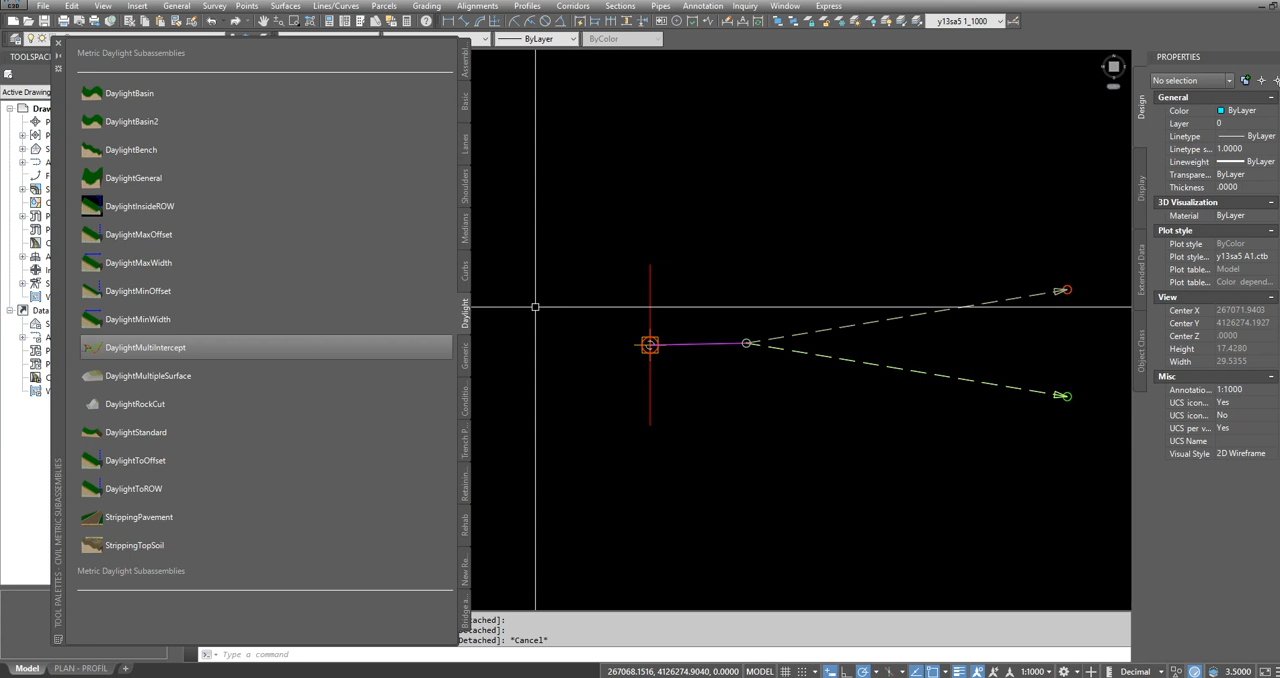 File Edit View Insert General Survey Points Surfaces Lines/Curves Parcels Grading Alignments Profiles Corridors Sections Pipes Annotation Inquiry Window Express
C3D
y13sa5 1_1000
ByLayer
ByColor
TOOLSPACE
Active Drawing
Metric Daylight Subassemblies
DaylightBasin
DaylightBasin2
DaylightBench
DaylightGeneral
DaylightInsideROW
DaylightMaxOffset
DaylightMaxWidth
DaylightMinOffset
DaylightMinWidth
DaylightMultiIntercept
DaylightMultipleSurface
DaylightRockCut
DaylightStandard
DaylightToOffset
DaylightToROW
StrippingPavement
StrippingTopSoil
Metric Daylight Subassemblies
TOOL PALETTES - CIVIL METRIC SUBASSEMBLIES
Assembl
Basic
Lanes
Shoulders
Medians
Curbs
Daylight
Generic
Conditio...
Trench P...
Retainin...
Rehab
New Re...
Bridge a
Draw
Data
PROPERTIES
No selection
General
Color ByLayer
Layer 0
Linetype ByLayer
Linetype s... 1.0000
Lineweight ByLayer
Transpare... ByLayer
Thickness .0000
3D Visualization
Material ByLayer
Plot style
Plot style ByColor
Plot style... y13sa5 A1.ctb
Plot table... Model
Plot table... Color depend...
View
Center X 267071.9403
Center Y 4126274.1927
Center Z .0000
Height 17.4280
Width 29.5355
Misc
Annotatio... 1:1000
UCS icon... Yes
UCS icon... No
UCS per v... Yes
UCS Name
Visual Style 2D Wireframe
Design
Display
Extended Data
Object Class
tached]:
Detached]:
Detached]: *Cancel*
Type a command
Model PLAN - PROFIL +
267068.1516, 4126274.9040, 0.0000 MODEL 1:1000 Decimal 3.5000